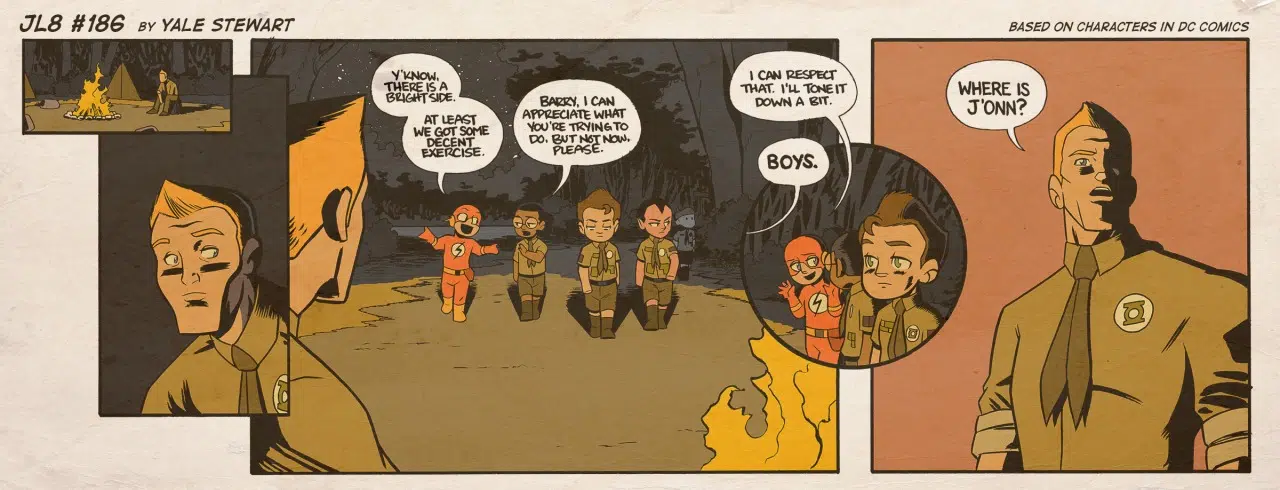 JL8 #186 BY YALE STEWART
BASED ON CHARACTERS IN DC COMICS
Y'KNOW,
THERE IS A
BRIGHT SIDE.
AT LEAST
WE GOT SOME
DECENT
EXERCISE.
BARRY, I CAN
APPRECIATE WHAT
YOU'RE TRYING TO
DO. BUT NOT NOW,
PLEASE.
I CAN RESPECT
THAT. I'LL TONE IT
DOWN A BIT.
BOYS.
WHERE IS
J'ONN?